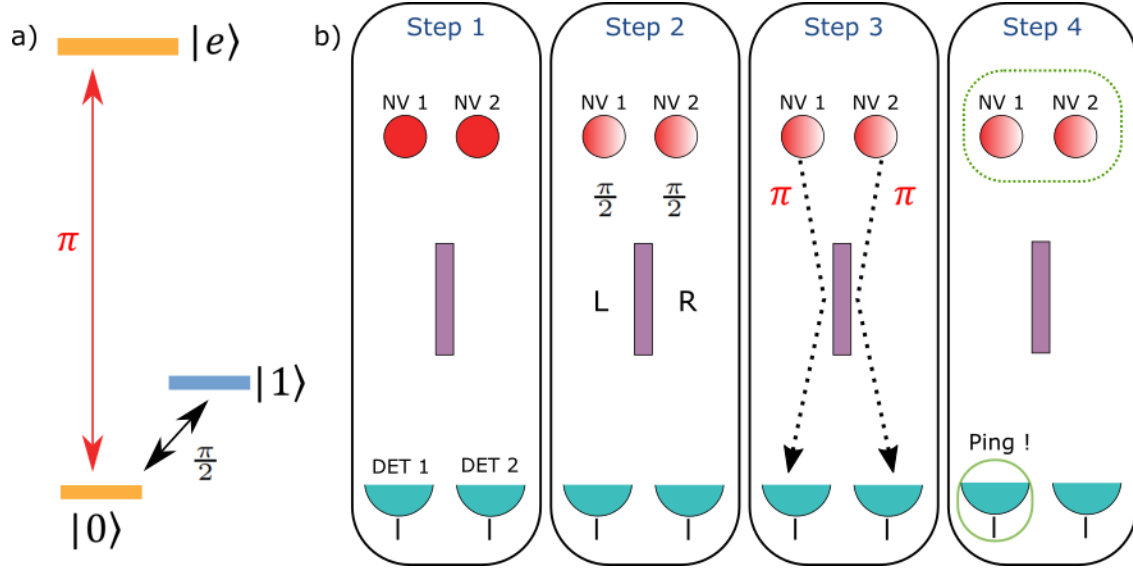 a)
|e⟩
π
|1⟩
π/2
|0⟩
b)
Step 1
NV 1 NV 2
DET 1 DET 2
Step 2
NV 1 NV 2
π/2 π/2
L R
Step 3
NV 1 NV 2
π π
Step 4
NV 1 NV 2
Ping !